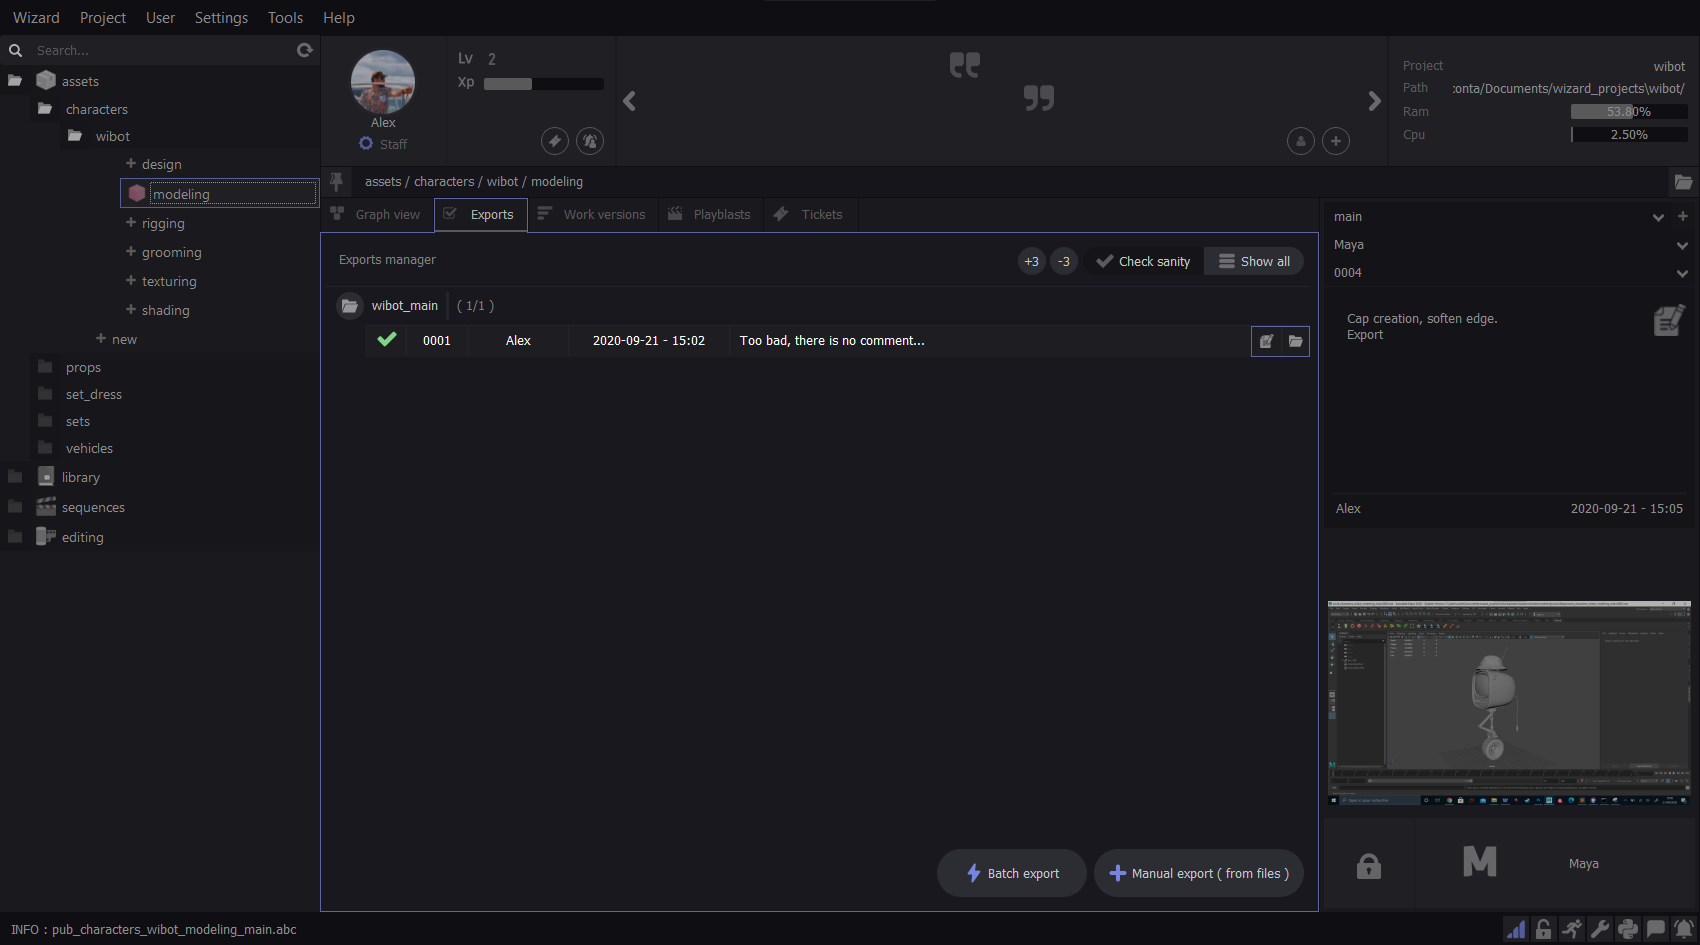 Wizard Project User Settings Tools Help
Search...
assets
characters
wibot
design
modeling
rigging
grooming
texturing
shading
new
props
set_dress
sets
vehicles
library
sequences
editing
Alex
Staff
Lv 2
Xp
Project wibot
Path :onta/Documents/wizard_projects\wibot/
Ram 53.80%
Cpu 2.50%
assets / characters / wibot / modeling
Graph view Exports Work versions Playblasts Tickets
Exports manager +3 -3 Check sanity Show all
wibot_main ( 1/1 )
0001 Alex 2020-09-21 - 15:02 Too bad, there is no comment...
Batch export Manual export ( from files )
main
Maya
0004
Cap creation, soften edge.
Export
Alex 2020-09-21 - 15:05
Maya
INFO : pub_characters_wibot_modeling_main.abc